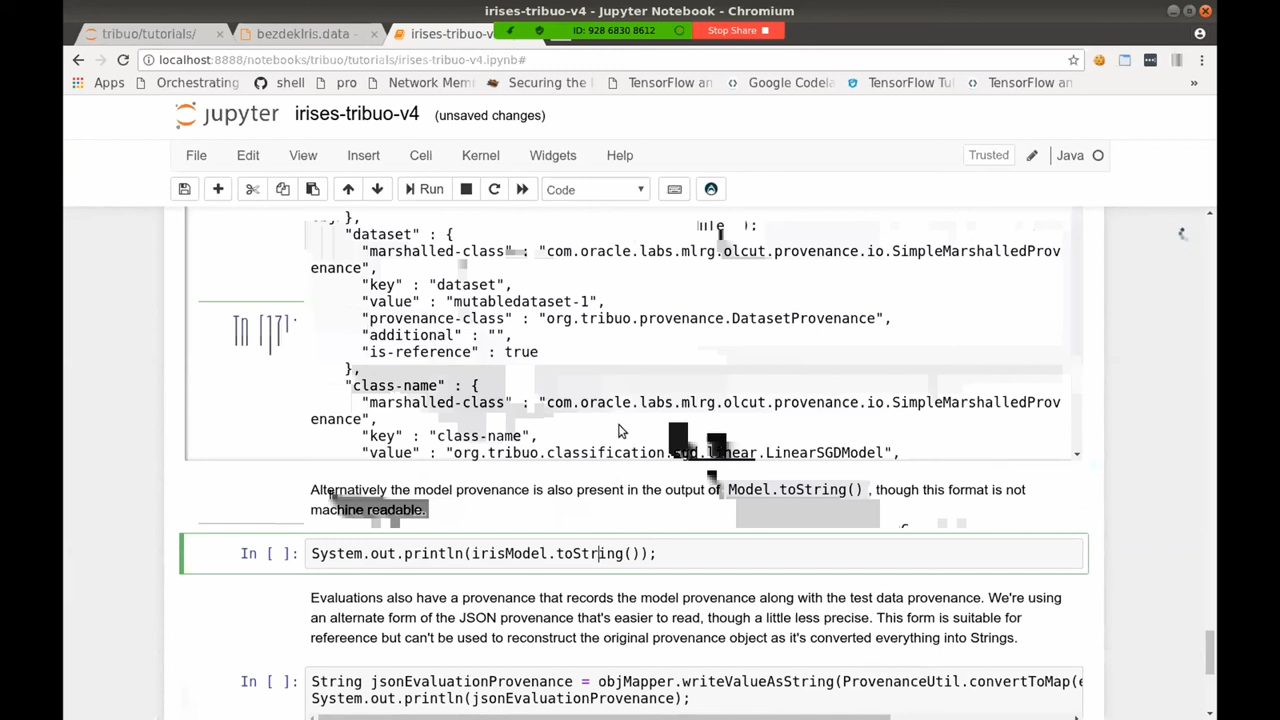 irises-tribuo-v4 - Jupyter Notebook - Chromium
tribuo/tutorials/
bezdekIris.data -
irises-tribuo-v
ID: 928 6830 8612
Stop Share
localhost:8888/notebooks/tribuo/tutorials/irises-tribuo-v4.ipynb#
Apps Orchestrating shell pro Network Mem Securing the TensorFlow an Google Codela TensorFlow Tut TensorFlow an »
jupyter irises-tribuo-v4 (unsaved changes)
File Edit View Insert Cell Kernel Widgets Help Trusted Java
Run Code
},
"dataset" : {
"marshalled-class" : "com.oracle.labs.mlrg.olcut.provenance.io.SimpleMarshalledProv
enance",
"key" : "dataset",
"value" : "mutabledataset-1",
"provenance-class" : "org.tribuo.provenance.DatasetProvenance",
"additional" : "",
"is-reference" : true
},
"class-name" : {
"marshalled-class" : "com.oracle.labs.mlrg.olcut.provenance.io.SimpleMarshalledProv
enance",
"key" : "class-name",
"value" : "org.tribuo.classification.sgd.linear.LinearSGDModel",
Alternatively the model provenance is also present in the output of Model.toString() , though this format is not
machine readable.
In [ ]: System.out.println(irisModel.toString());
Evaluations also have a provenance that records the model provenance along with the test data provenance. We're using
an alternate form of the JSON provenance that's easier to read, though a little less precise. This form is suitable for
refereence but can't be used to reconstruct the original provenance object as it's converted everything into Strings.
In [ ]: String jsonEvaluationProvenance = objMapper.writeValueAsString(ProvenanceUtil.convertToMap(e
System.out.println(jsonEvaluationProvenance);